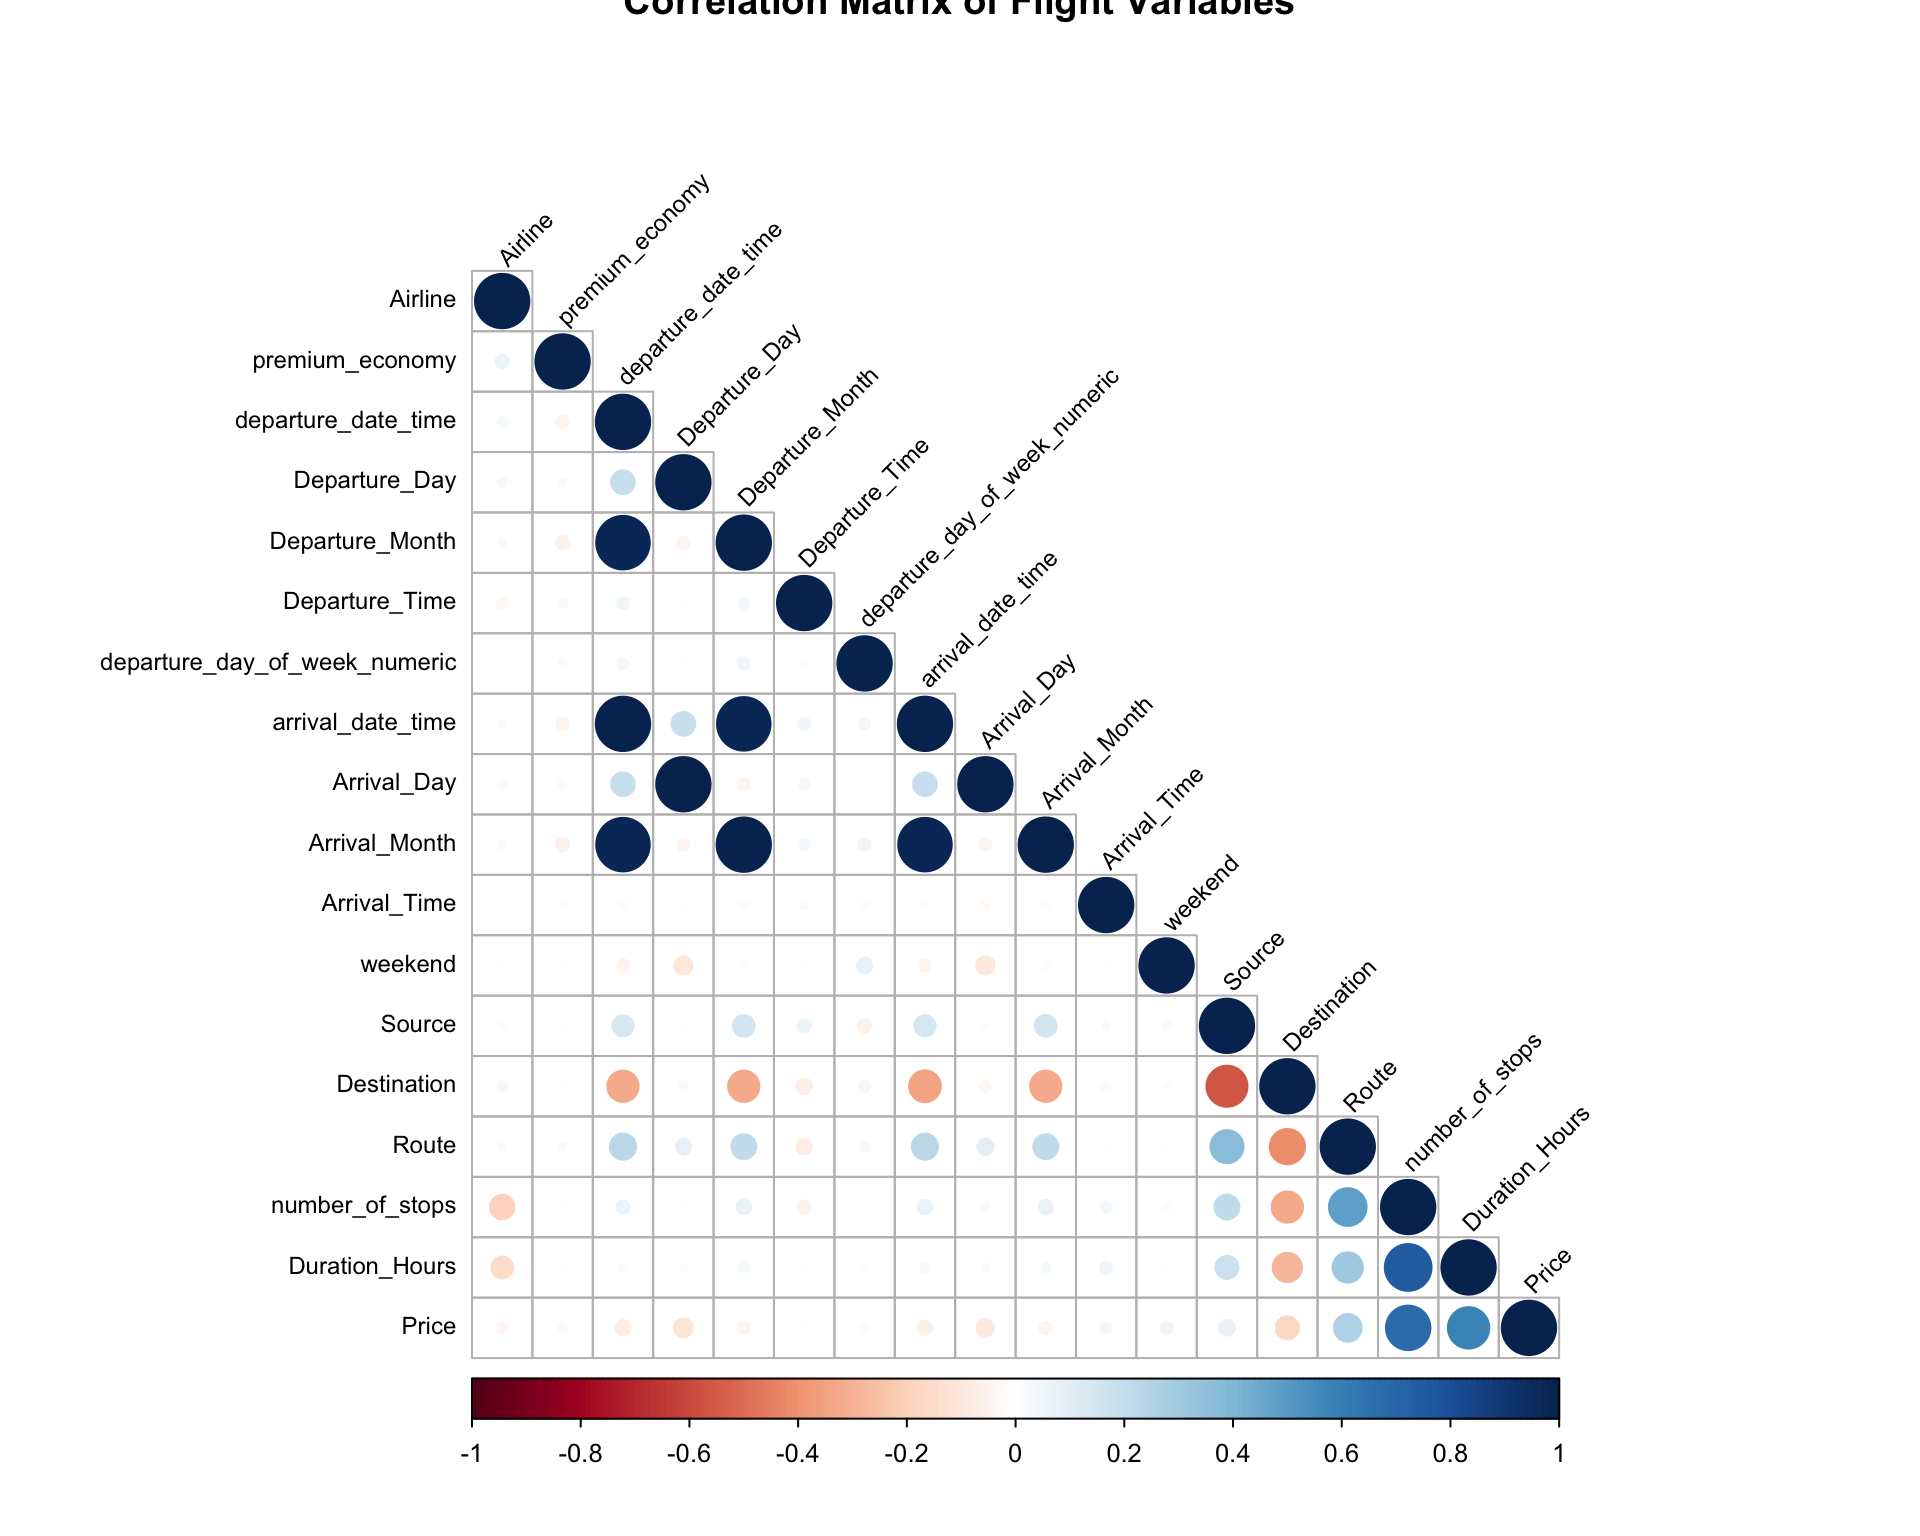 Correlation Matrix of Flight Variables
Airline
premium_economy
departure_date_time
Departure_Day
Departure_Month
Departure_Time
departure_day_of_week_numeric
arrival_date_time
Arrival_Day
Arrival_Month
Arrival_Time
weekend
Source
Destination
Route
number_of_stops
Duration_Hours
Price
Airline
premium_economy
departure_date_time
Departure_Day
Departure_Month
Departure_Time
departure_day_of_week_numeric
arrival_date_time
Arrival_Day
Arrival_Month
Arrival_Time
weekend
Source
Destination
Route
number_of_stops
Duration_Hours
Price
-1 -0.8 -0.6 -0.4 -0.2 0 0.2 0.4 0.6 0.8 1